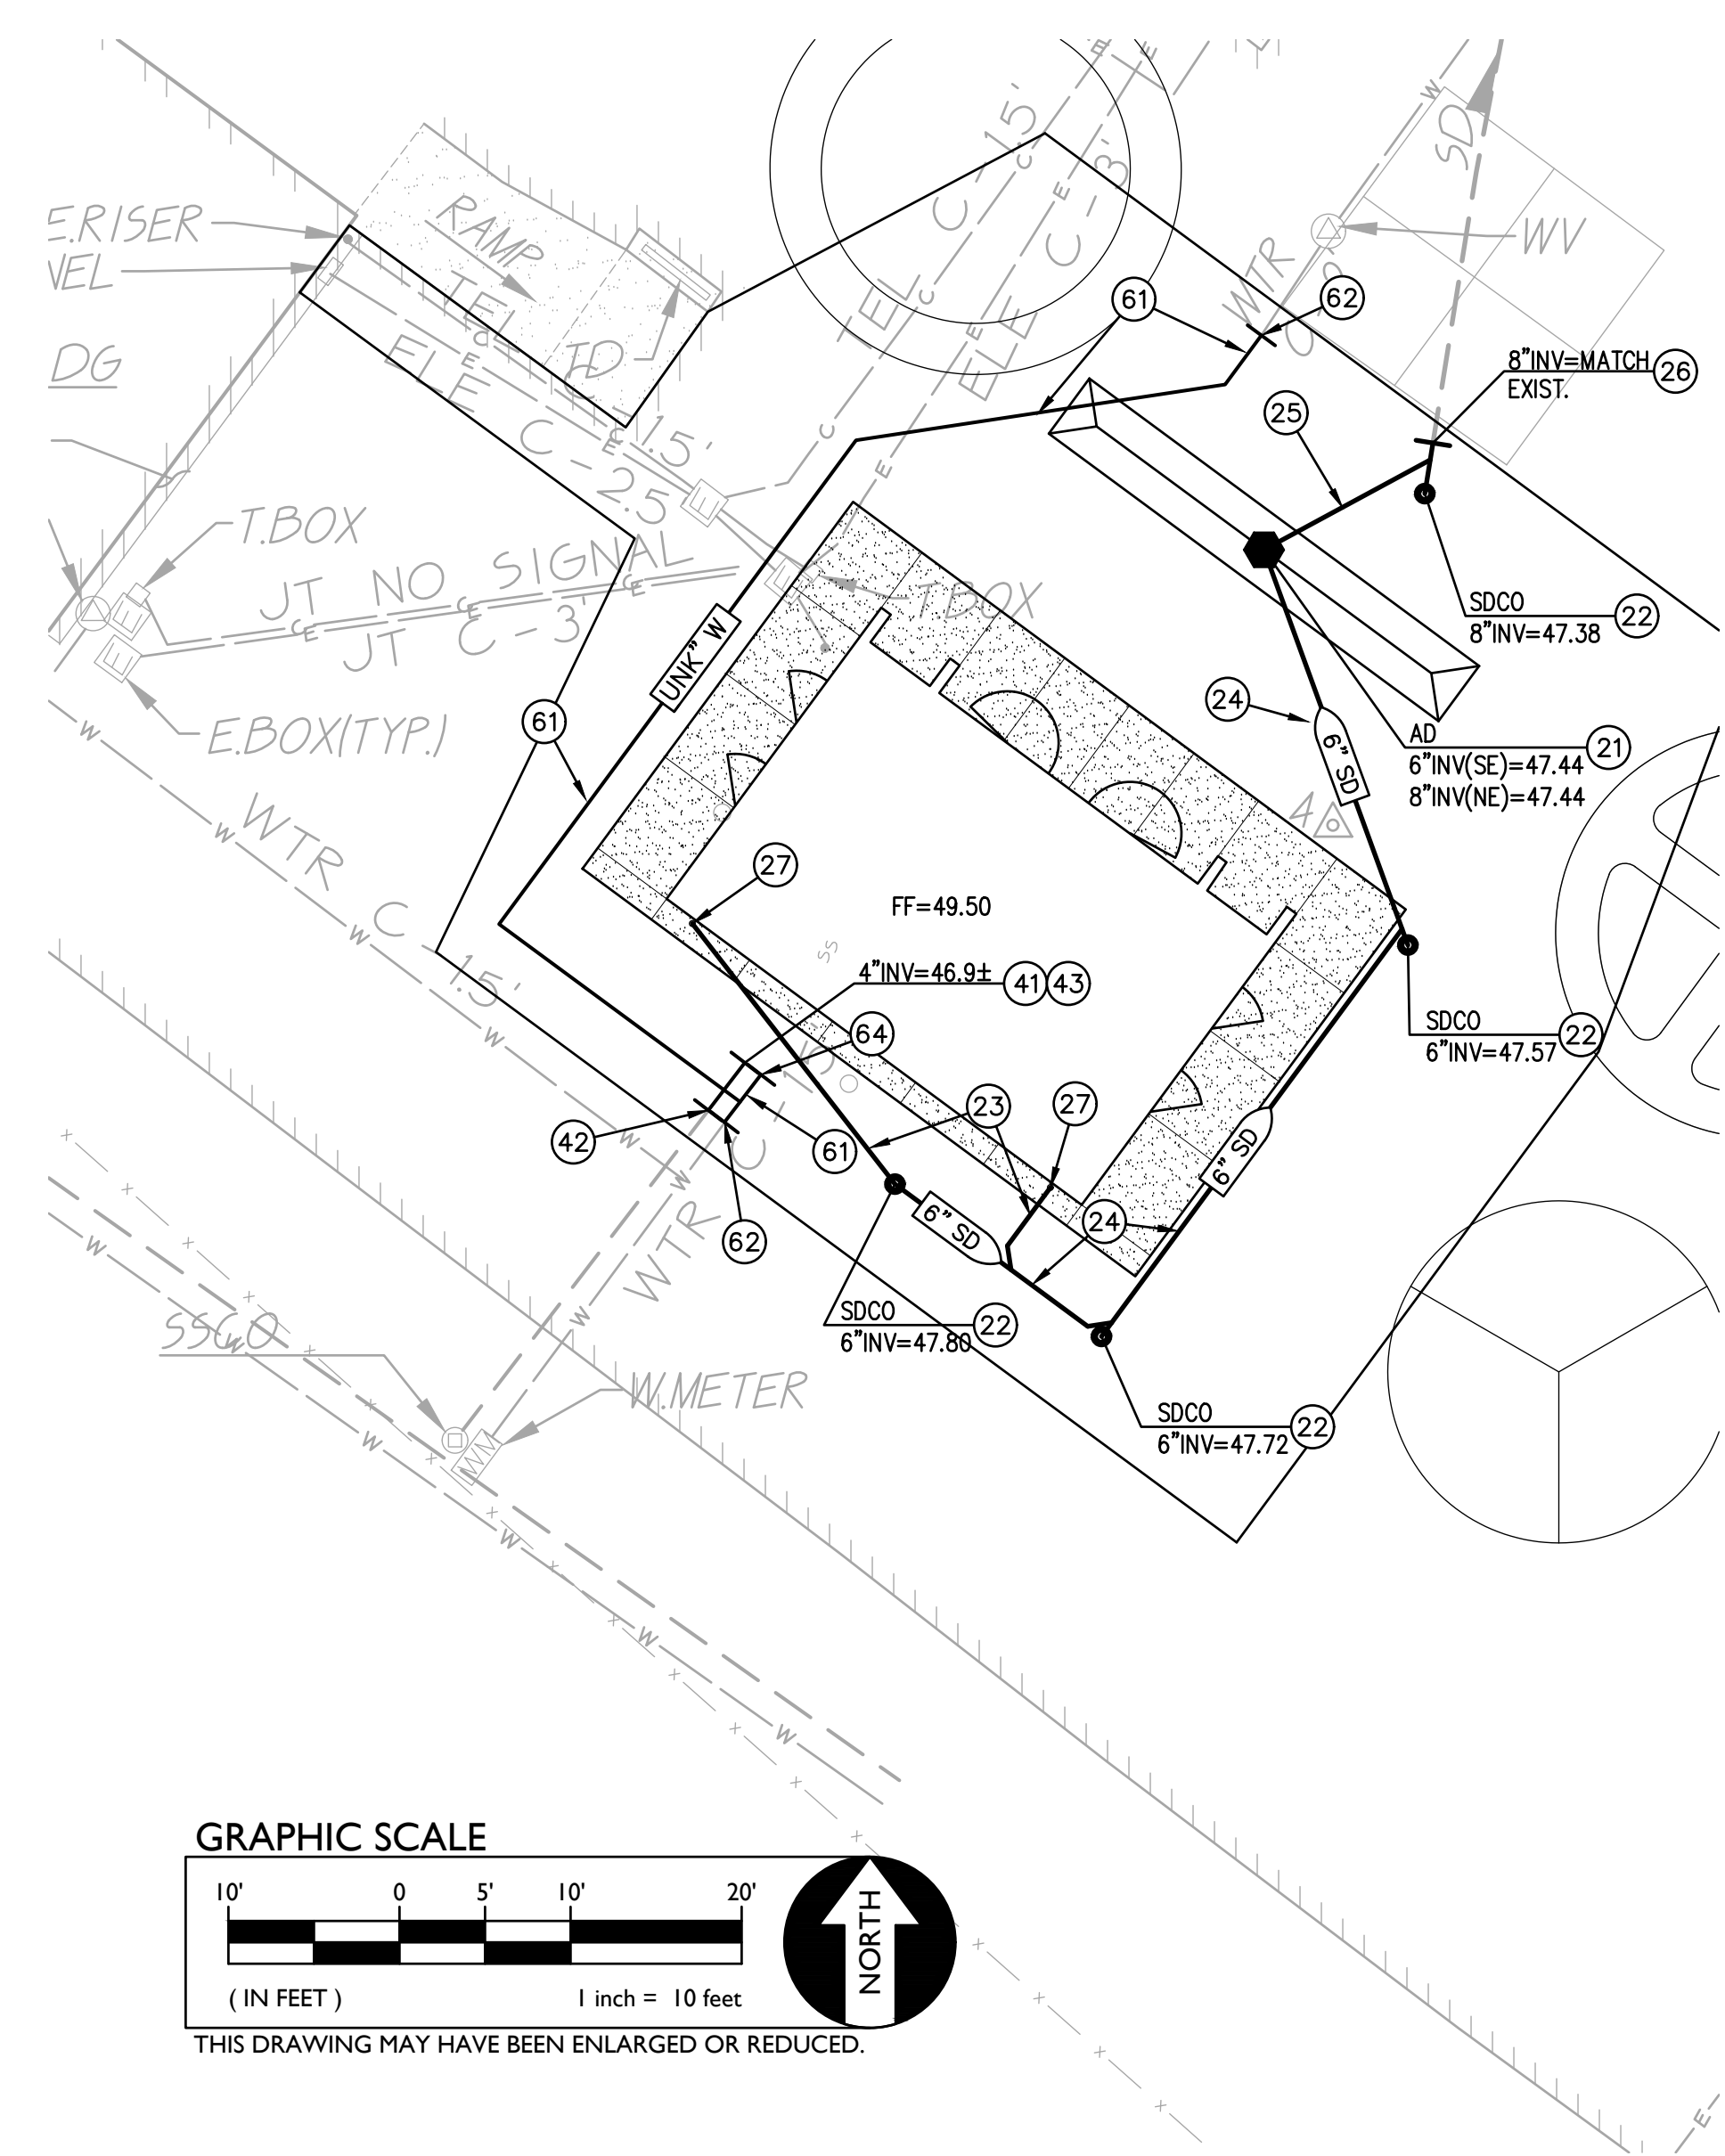 EL C -1.5'
ELE C -3'
SD
E.RISER
RAMP
WV
WTR
61
62
TEL
DG
TD
ELE
8"INV=MATCH
26
EXIST.
25
C -1.5'
C -2.5
T.BOX
JT NO SIGNAL
T.BOX
JT C -3'
SDCO
22
8"INV=47.38
UNK" W
24
61
E.BOX(TYP.)
AD
21
6"INV(SE)=47.44
8"INV(NE)=47.44
6" SD
4
WTR C -1.5'
27
FF=49.50
SS
4"INV=46.9±
41
43
64
SDCO
22
6"INV=47.57
23
27
42
61
6" SD
24
62
6" SD
WTR C -1.5'
SDCO
22
6"INV=47.80
SSCO
W.METER
WM
SDCO
22
6"INV=47.72
GRAPHIC SCALE
10' 0 5' 10' 20'
( IN FEET )
1 inch = 10 feet
NORTH
THIS DRAWING MAY HAVE BEEN ENLARGED OR REDUCED.